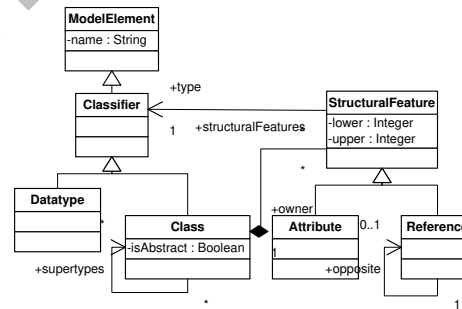 ModelElement
-name : String
+type
Classifier
StructuralFeature
-lower : Integer
-upper : Integer
1
+structuralFeatures
*
*
Datatype
*
+owner
Class
Attribute
0..1
Reference
-isAbstract : Boolean
1
+supertypes
+opposite
*
1